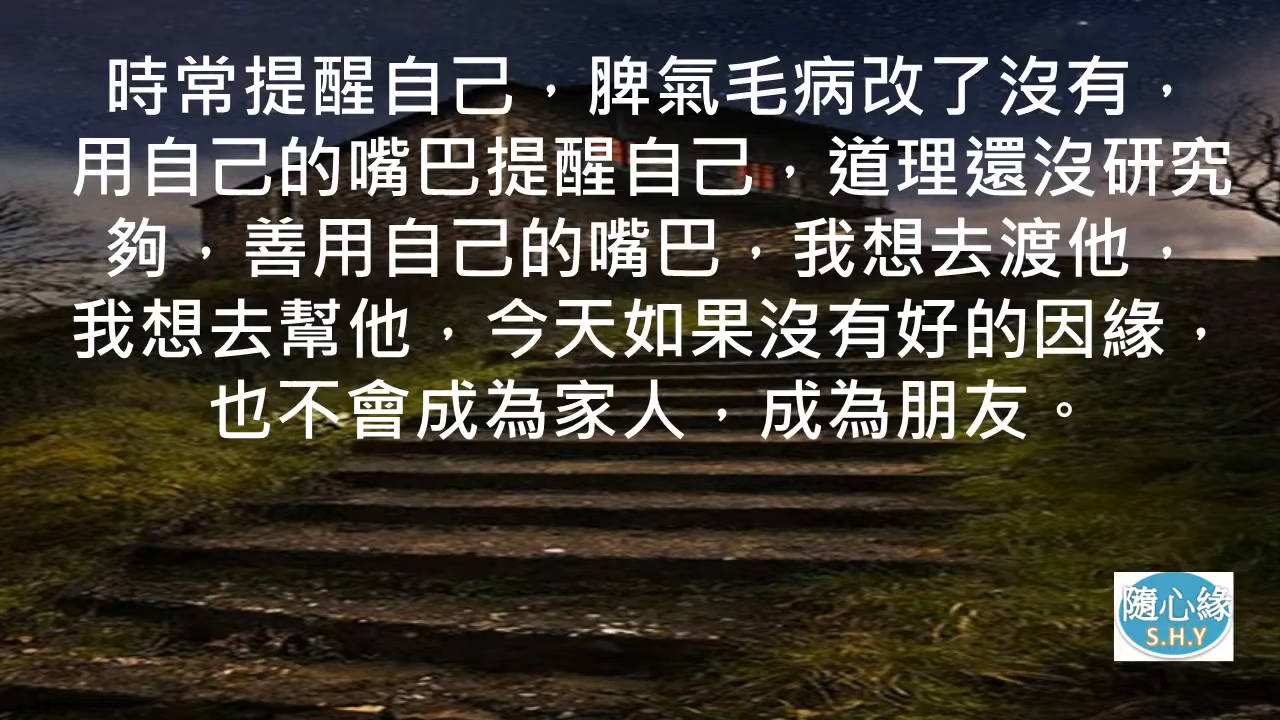 時常提醒自己，脾氣毛病改了沒有，
用自己的嘴巴提醒自己，道理還沒研究
夠，善用自己的嘴巴，我想去渡他，
我想去幫他，今天如果沒有好的因緣，
也不會成為家人，成為朋友。
隨心緣
S.H.Y